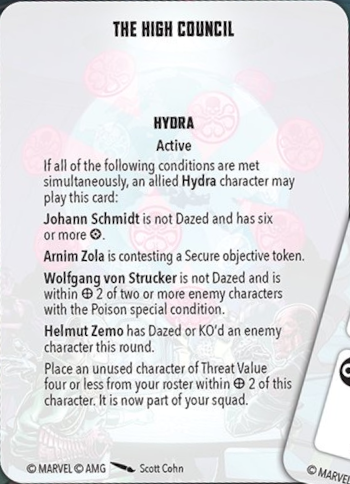 THE HIGH COUNCIL
HYDRA
Active
If all of the following conditions are met
simultaneously, an allied Hydra character may
play this card:
Johann Schmidt is not Dazed and has six
or more .
Arnim Zola is contesting a Secure objective token.
Wolfgang von Strucker is not Dazed and is
within 2 of two or more enemy characters
with the Poison special condition.
Helmut Zemo has Dazed or KO'd an enemy
character this round.
Place an unused character of Threat Value
four or less from your roster within 2 of this
character. It is now part of your squad.
© MARVEL © AMG Scott Cohn
© MARVEL